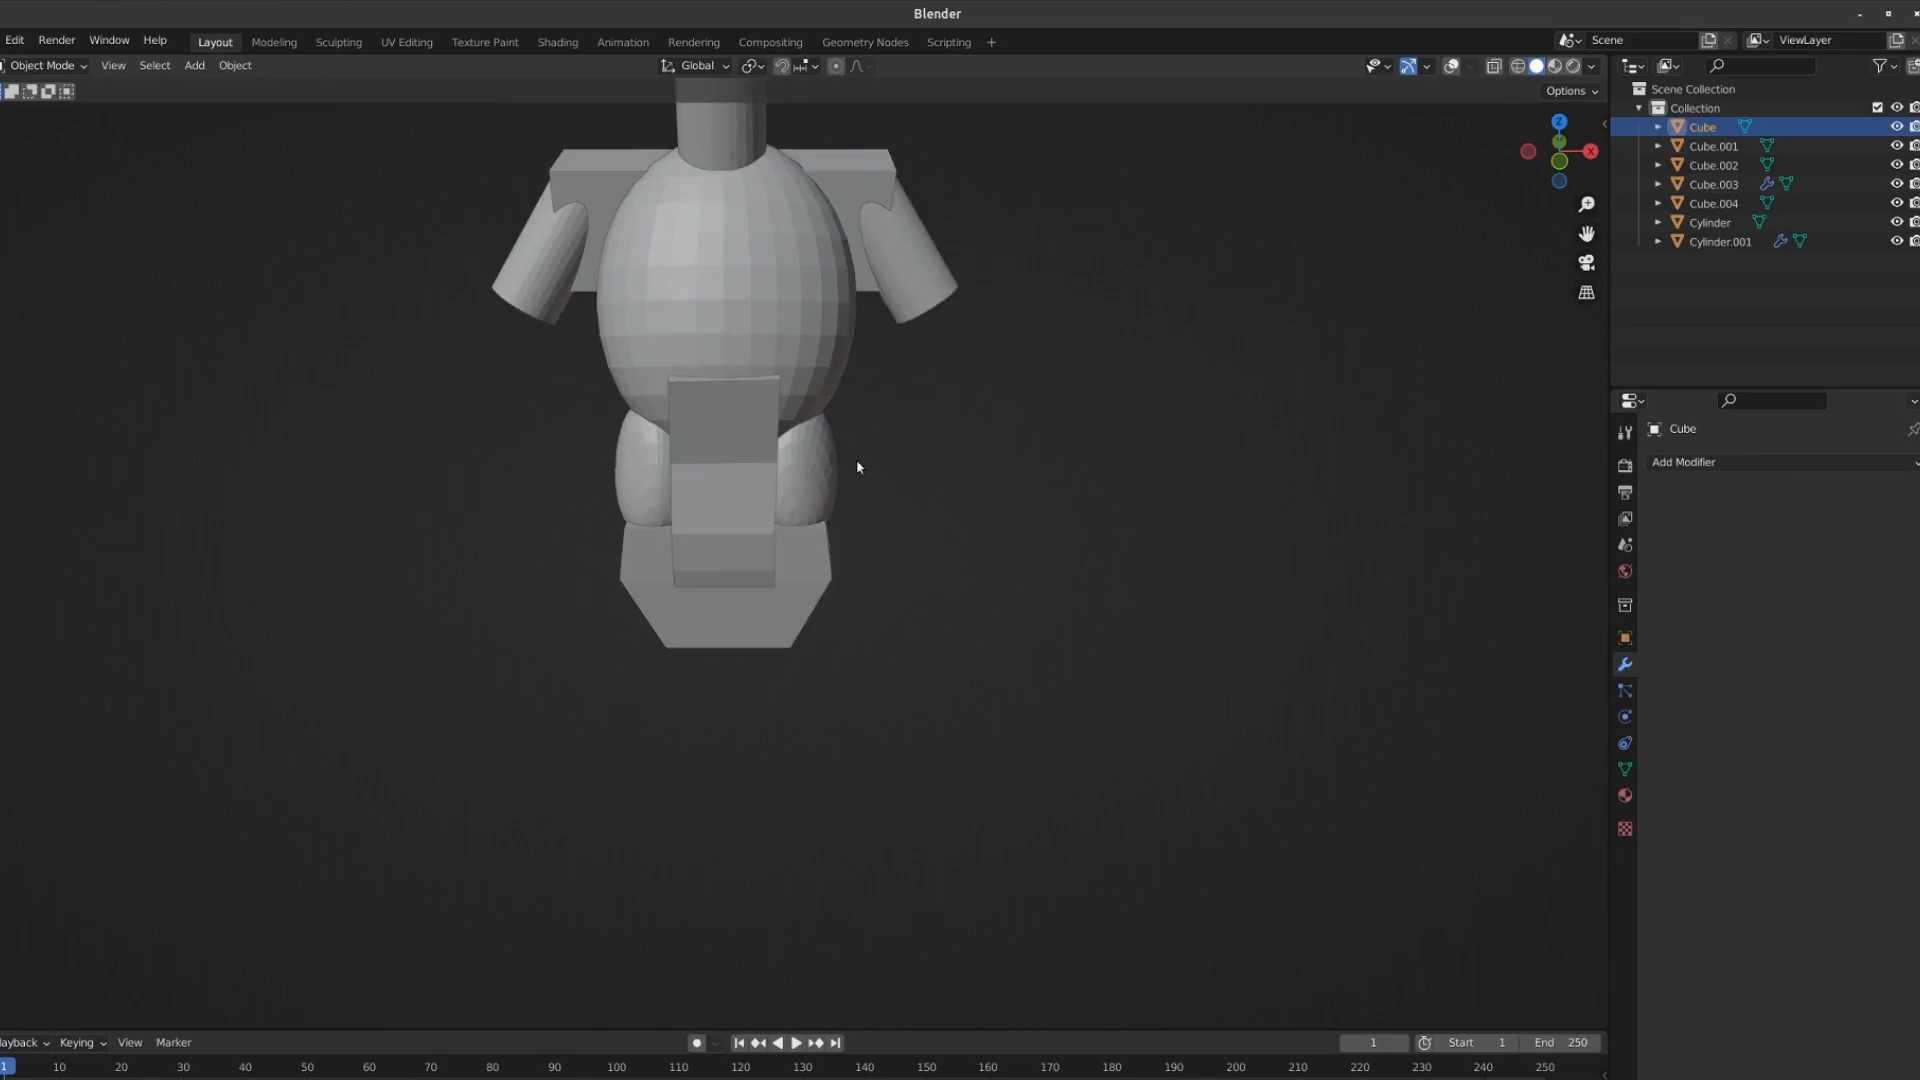 Blender
Edit Render Window Help Layout Modeling Sculpting UV Editing Texture Paint Shading Animation Rendering Compositing Geometry Nodes Scripting + Scene ViewLayer
Object Mode View Select Add Object Global
Options
Scene Collection
Collection
Cube
Cube.001
Cube.002
Cube.003
Cube.004
Cylinder
Cylinder.001
Z
X
Cube
Add Modifier
layback Keying View Marker 1 Start 1 End 250
1 10 20 30 40 50 60 70 80 90 100 110 120 130 140 150 160 170 180 190 200 210 220 230 240 250